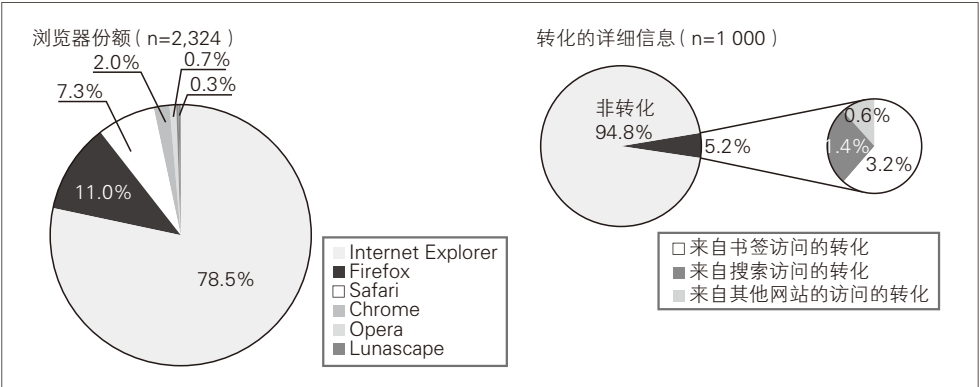 浏览器份额（n=2,324）
2.0%
0.7%
7.3%
0.3%
11.0%
78.5%
Internet Explorer
Firefox
Safari
Chrome
Opera
Lunascape
转化的详细信息（n=1 000）
非转化
94.8%
5.2%
0.6%
1.4%
3.2%
来自书签访问的转化
来自搜索访问的转化
来自其他网站的访问的转化